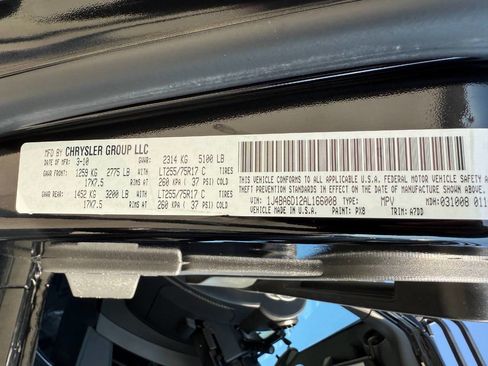 MFD BY CHRYSLER GROUP LLC
DATE OF MFR 3-10 GVWR: 2314 KG 5100 LB
GAWR FRONT: 1259 KG 2775 LB WITH LT255/75R17 C TIRES
17X7.5 RIMS AT 260 KPA ( 37 PSI) COLD
GAWR REAR: 1452 KG 3200 LB WITH LT255/75R17 C TIRES
17X7.5 RIMS AT 260 KPA ( 37 PSI) COLD
THIS VEHICLE CONFORMS TO ALL APPLICABLE U.S.A. FEDERAL MOTOR VEHICLE SAFETY
THEFT PREVENTION STANDARDS IN EFFECT ON THE DATE OF MANUFACTURE SHOWN ABOVE.
VIN: 1J4BA6D12AL166008 TYPE: MPV MDH: 031008 011
VEHICLE MADE IN U.S.A. PAINT: PX8 TRIM: A7DD